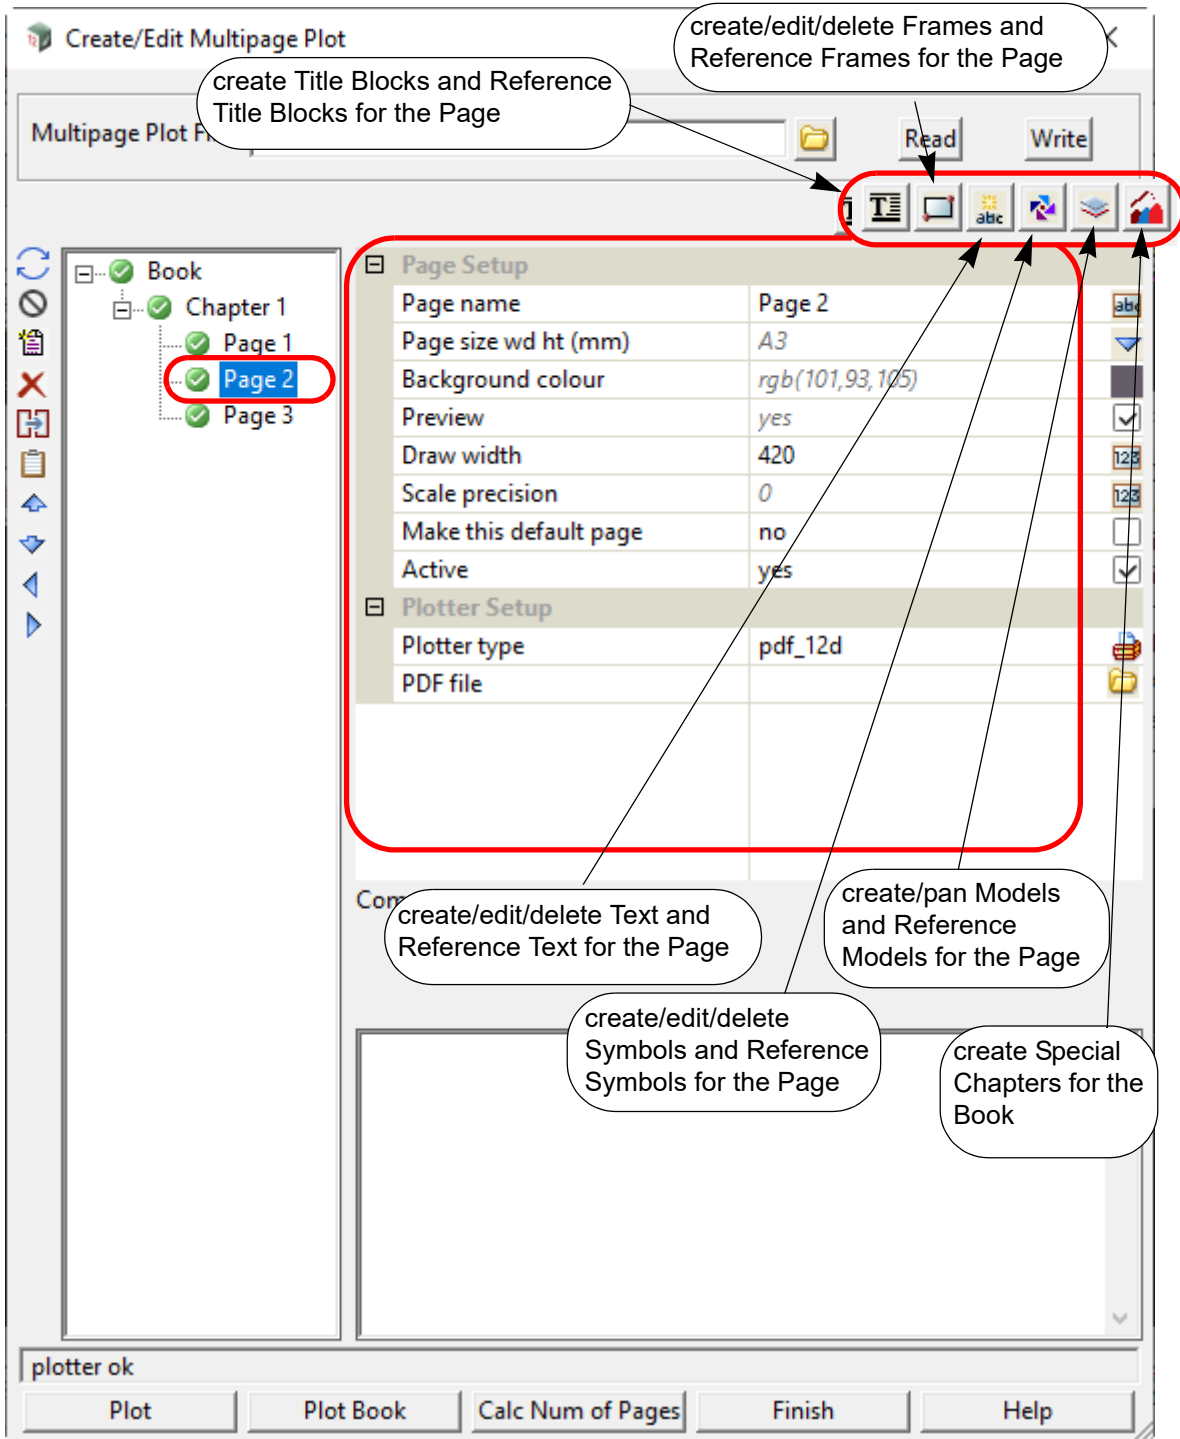 create/edit/delete Frames and
Reference Frames for the Page
Create/Edit Multipage Plot
create Title Blocks and Reference
Title Blocks for the Page
Multipage Plot
Read
Write
T
abc
Book
Chapter 1
Page 1
Page 2
Page 3
Page Setup
Page name Page 2 abc
Page size wd ht (mm) A3
Background colour rgb(101,93,105)
Preview yes
Draw width 420 123
Scale precision 0 123
Make this default page no
Active yes
Plotter Setup
Plotter type pdf_12d
PDF file
create/edit/delete Text and
Reference Text for the Page
create/pan Models
and Reference
Models for the Page
create/edit/delete
Symbols and Reference
Symbols for the Page
create Special
Chapters for the
Book
plotter ok
Plot
Plot Book
Calc Num of Pages
Finish
Help